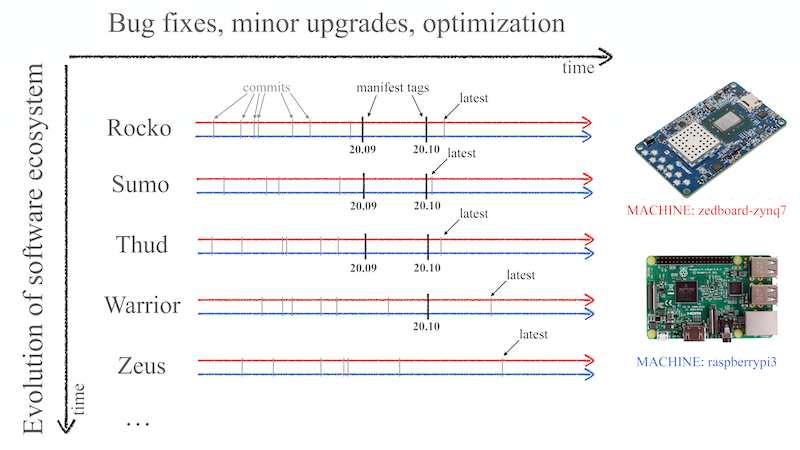 Bug fixes, minor upgrades, optimization
time
Evolution of software ecosystem
time
commits
manifest tags
latest
Rocko
20.09
20.10
latest
Sumo
20.09
20.10
latest
Thud
20.09
20.10
latest
Warrior
20.10
latest
Zeus
...
MACHINE: zedboard-zynq7
MACHINE: raspberrypi3